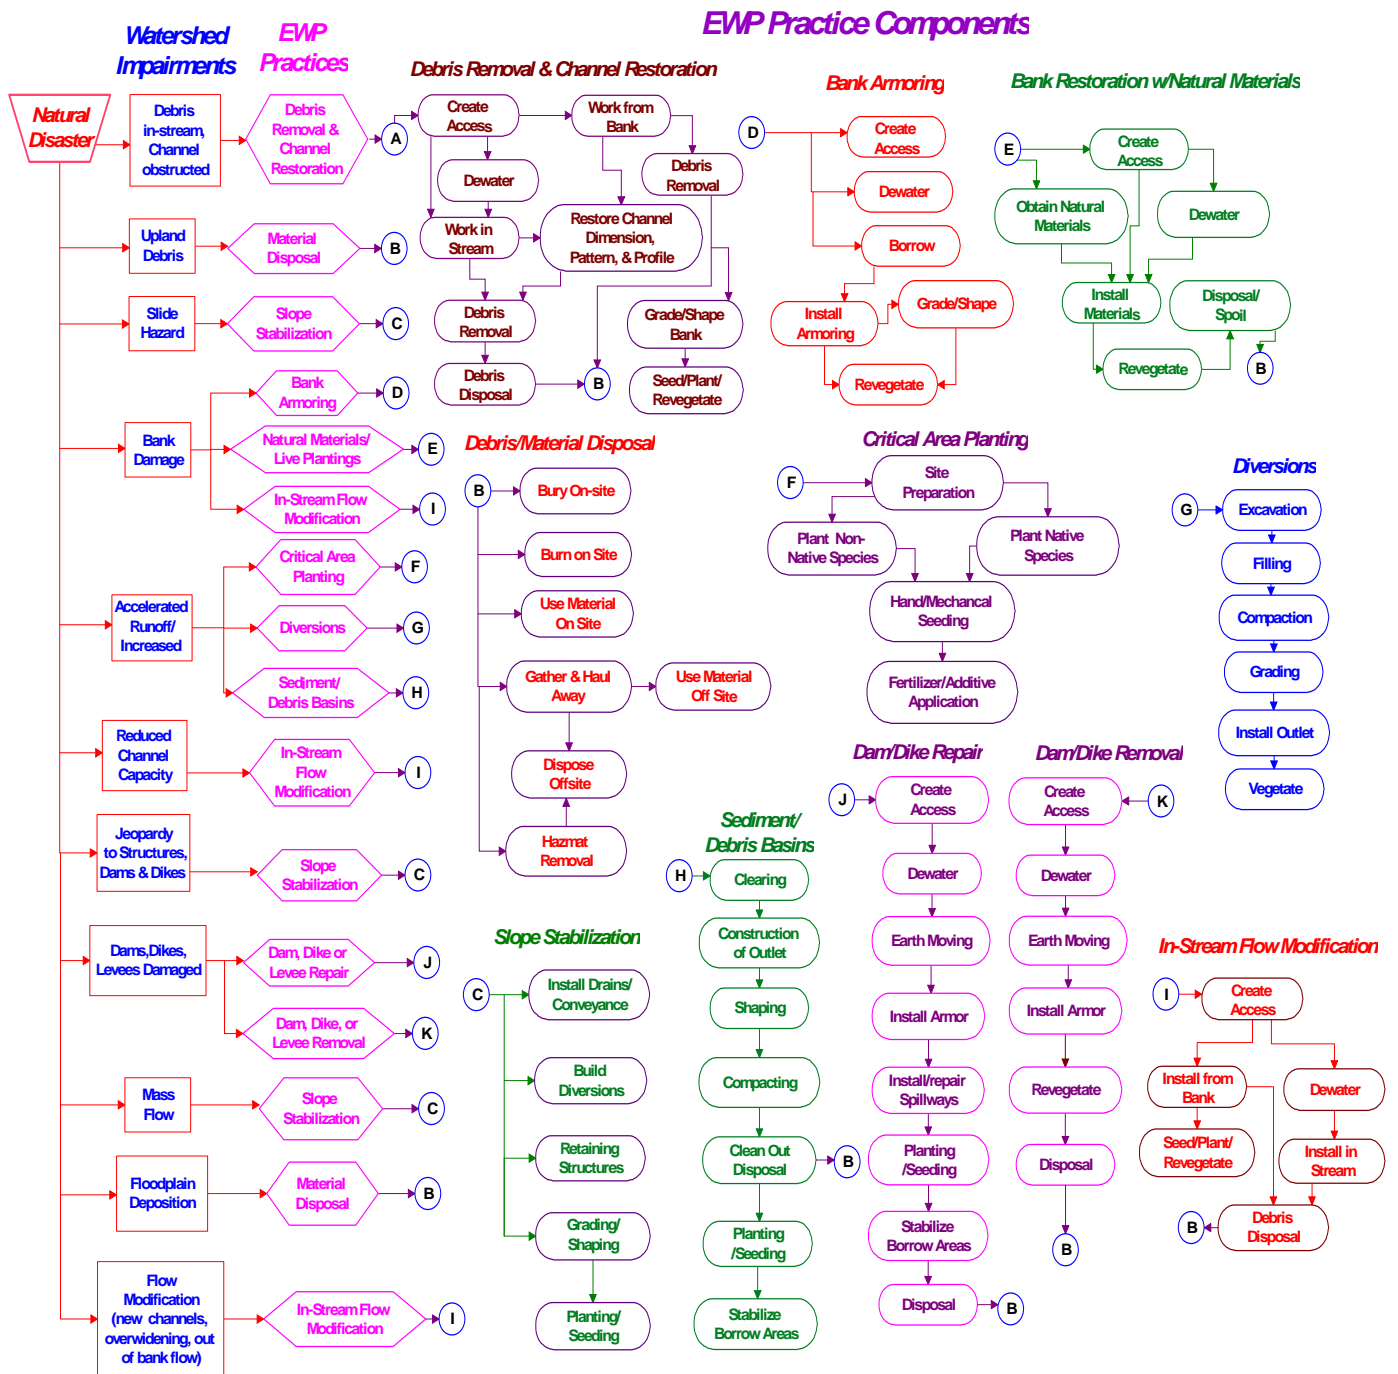 EWP Practice Components
Watershed
Impairments
EWP
Practices
Natural
Disaster
Debris
in-stream,
Channel
obstructed
Debris
Removal &
Channel
Restoration
A
Upland
Debris
Material
Disposal
B
Slide
Hazard
Slope
Stabilization
C
Bank
Damage
Bank
Armoring
D
Natural Materials/
Live Plantings
E
In-Stream Flow
Modification
I
Accelerated
Runoff/
Increased
Critical Area
Planting
F
Diversions
G
Sediment/
Debris Basins
H
Reduced
Channel
Capacity
In-Stream
Flow
Modification
I
Jeopardy
to Structures,
Dams & Dikes
Slope
Stabilization
C
Dams,Dikes,
Levees Damaged
Dam, Dike or
Levee Repair
J
Dam, Dike, or
Levee Removal
K
Mass
Flow
Slope
Stabilization
C
Floodplain
Deposition
Material
Disposal
B
Flow
Modification
(new channels,
overwidening, out
of bank flow)
In-Stream Flow
Modification
I
Debris Removal & Channel Restoration
Create
Access
Work from
Bank
Dewater
Debris
Removal
Work in
Stream
Restore Channel
Dimension,
Pattern, & Profile
Debris
Removal
Grade/Shape
Bank
Debris
Disposal
B
Seed/Plant/
Revegetate
Bank Armoring
D
Create
Access
Dewater
Borrow
Install
Armoring
Grade/Shape
Revegetate
Bank Restoration w/Natural Materials
E
Create
Access
Obtain Natural
Materials
Dewater
Install
Materials
Disposal/
Spoil
Revegetate
B
Debris/Material Disposal
B
Bury On-site
Burn on Site
Use Material
On Site
Gather & Haul
Away
Use Material
Off Site
Dispose
Offsite
Hazmat
Removal
Critical Area Planting
F
Site
Preparation
Plant Non-
Native Species
Plant Native
Species
Hand/Mechancal
Seeding
Fertilizer/Additive
Application
Diversions
G
Excavation
Filling
Compaction
Grading
Install Outlet
Vegetate
Slope Stabilization
C
Install Drains/
Conveyance
Build
Diversions
Retaining
Structures
Grading/
Shaping
Planting/
Seeding
Sediment/
Debris Basins
H
Clearing
Construction
of Outlet
Shaping
Compacting
Clean Out
Disposal
B
Planting
/Seeding
Stabilize
Borrow Areas
Dam/Dike Repair
J
Create
Access
Dewater
Earth Moving
Install Armor
Install/repair
Spillways
Planting
/Seeding
Stabilize
Borrow Areas
Disposal
B
Dam/Dike Removal
Create
Access
K
Dewater
Earth Moving
Install Armor
Revegetate
Disposal
B
In-Stream Flow Modification
I
Create
Access
Install from
Bank
Dewater
Seed/Plant/
Revegetate
Install in
Stream
B
Debris
Disposal